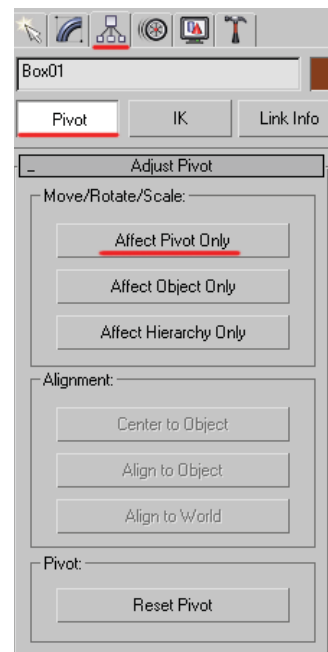 Box01
Pivot IK Link Info
- Adjust Pivot
Move/Rotate/Scale:
Affect Pivot Only
Affect Object Only
Affect Hierarchy Only
Alignment:
Center to Object
Align to Object
Align to World
Pivot:
Reset Pivot